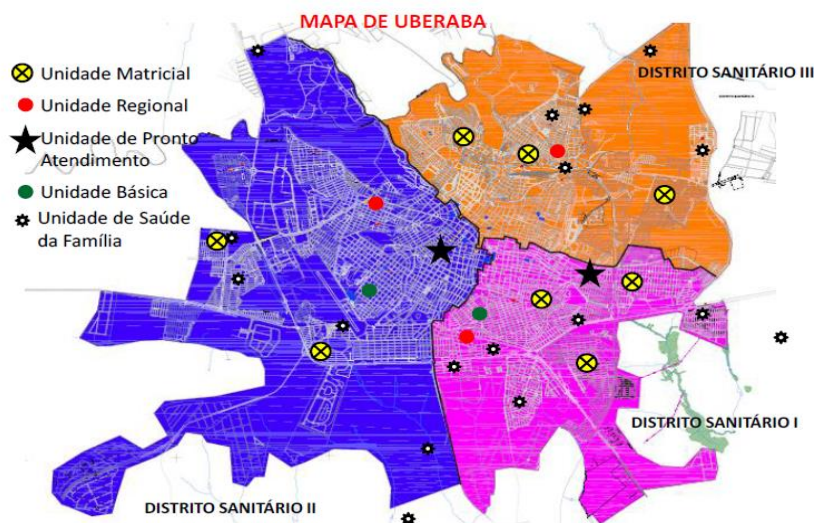 MAPA DE UBERABA
Unidade Matricial
Unidade Regional
Unidade de Pronto
Atendimento
Unidade Básica
Unidade de Saúde
da Família
DISTRITO SANITÁRIO III
DISTRITO SANITÁRIO I
DISTRITO SANITÁRIO II